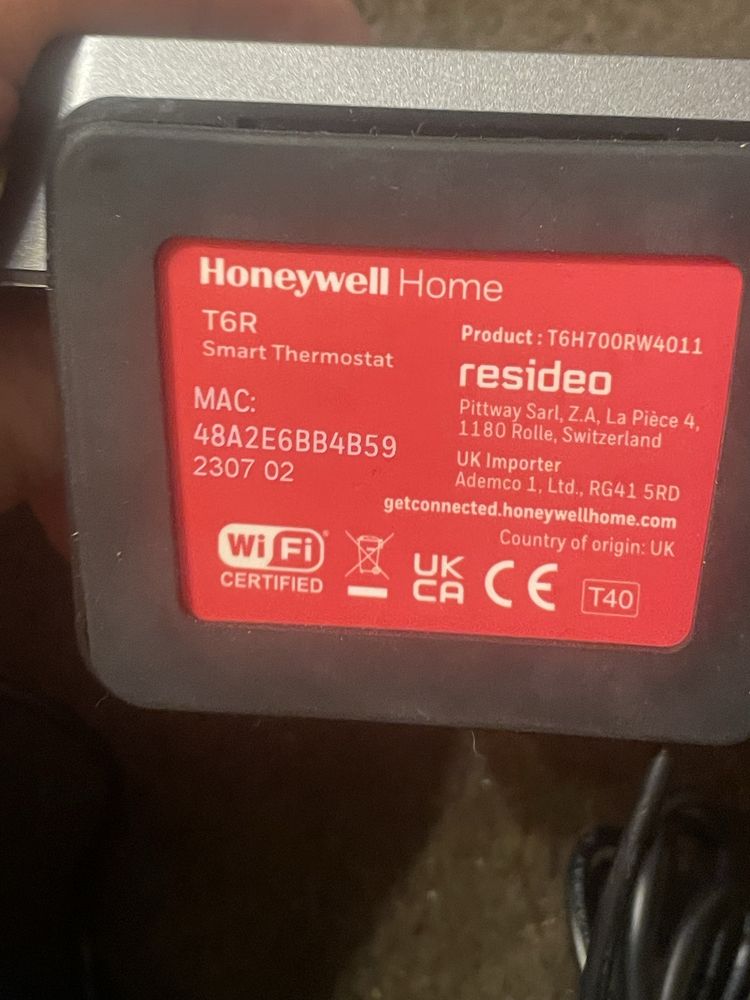 Honeywell Home
T6R
Smart Thermostat
MAC:
48A2E6BB4B59
2307 02
Product : T6H700RW4011
resideo
Pittway Sarl, Z.A, La Pièce 4,
1180 Rolle, Switzerland
UK Importer
Ademco 1, Ltd., RG41 5RD
getconnected.honeywellhome.com
Country of origin: UK
Wi Fi
CERTIFIED
UK
CA
CE
T40